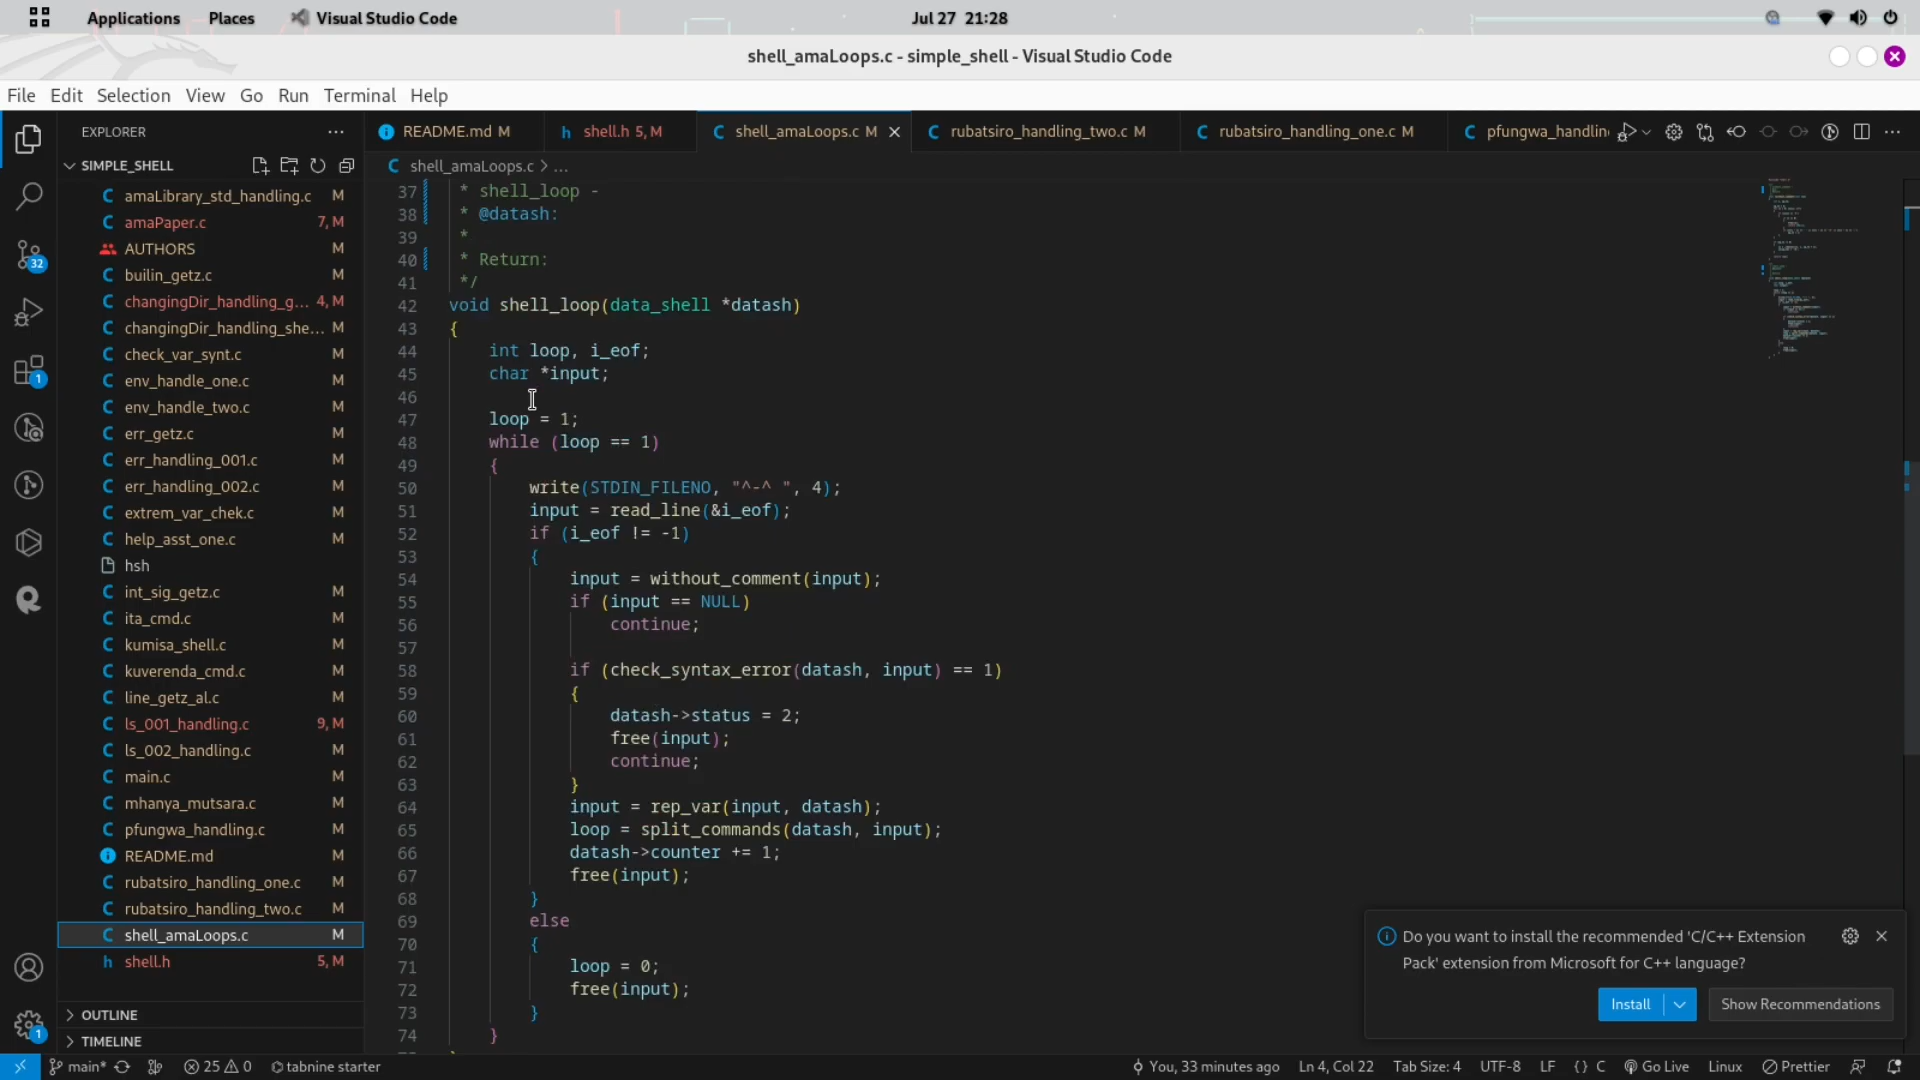 Applications Places Visual Studio Code Jul 27 21:28
shell_amaLoops.c - simple_shell - Visual Studio Code
File Edit Selection View Go Run Terminal Help
EXPLORER
SIMPLE_SHELL
amaLibrary_std_handling.c M
amaPaper.c 7, M
AUTHORS M
builin_getz.c M
changingDir_handling_g... 4, M
changingDir_handling_she... M
check_var_synt.c M
env_handle_one.c M
env_handle_two.c M
err_getz.c M
err_handling_001.c M
err_handling_002.c M
extrem_var_chek.c M
help_asst_one.c M
hsh
int_sig_getz.c M
ita_cmd.c M
kumisa_shell.c M
kuverenda_cmd.c M
line_getz_al.c M
ls_001_handling.c 9, M
ls_002_handling.c M
main.c M
mhanya_mutsara.c M
pfungwa_handling.c M
README.md M
rubatsiro_handling_one.c M
rubatsiro_handling_two.c M
shell_amaLoops.c M
shell.h 5, M
OUTLINE
TIMELINE
32
1
1
README.md M shell.h 5, M shell_amaLoops.c M rubatsiro_handling_two.c M rubatsiro_handling_one.c M pfungwa_handlin
shell_amaLoops.c > ...
37 * shell_loop -
38 * @datash:
39 *
40 * Return:
41 */
42 void shell_loop(data_shell *datash)
43 {
44 int loop, i_eof;
45 char *input;
46
47 loop = 1;
48 while (loop == 1)
49 {
50 write(STDIN_FILENO, "^-^ ", 4);
51 input = read_line(&i_eof);
52 if (i_eof != -1)
53 {
54 input = without_comment(input);
55 if (input == NULL)
56 continue;
57
58 if (check_syntax_error(datash, input) == 1)
59 {
60 datash->status = 2;
61 free(input);
62 continue;
63 }
64 input = rep_var(input, datash);
65 loop = split_commands(datash, input);
66 datash->counter += 1;
67 free(input);
68 }
69 else
70 {
71 loop = 0;
72 free(input);
73 }
74 }
Do you want to install the recommended 'C/C++ Extension
Pack' extension from Microsoft for C++ language?
Install Show Recommendations
main* 25 0 tabnine starter You, 33 minutes ago Ln 4, Col 22 Tab Size: 4 UTF-8 LF {} C Go Live Linux Prettier